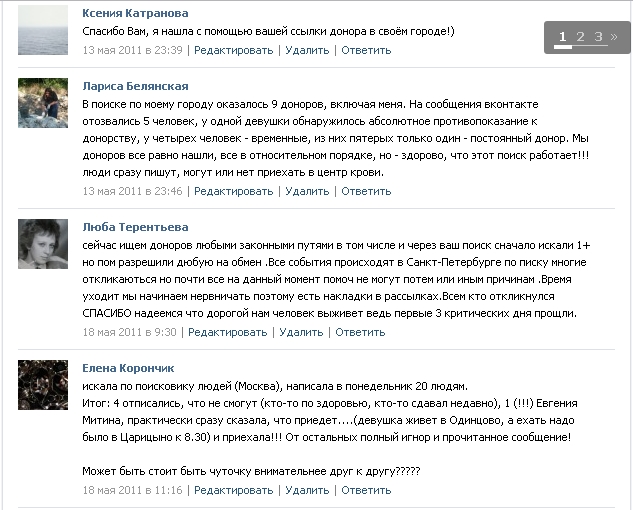 Ксения Катранова
Спасибо Вам, я нашла с помощью вашей ссылки донора в своём городе!)
13 мая 2011 в 23:39 | Редактировать | Удалить | Ответить
1 2 3 »
Лариса Белянская
В поиске по моему городу оказалось 9 доноров, включая меня. На сообщения вконтакте
отозвались 5 человек, у одной девушки обнаружилось абсолютное противопоказание к
донорству, у четырех человек - временные, из них пятерых только один - постоянный донор. Мы
доноров все равно нашли, все в относительном порядке, но - здорово, что этот поиск работает!!!
люди сразу пишут, могут или нет приехать в центр крови.
13 мая 2011 в 23:46 | Редактировать | Удалить | Ответить
Люба Терентьева
сейчас ищем доноров любыми законными путями в том числе и через ваш поиск сначало искали 1+
но пом разрешили дюбую на обмен .Все события происходят в Санкт-Петербурге по писку многие
откликаються но почти все на данный момент помоч не могут потем или иным причинам .Время
уходит мы начинаем нервничать поэтому есть накладки в рассылках.Всем кто откликнулся
СПАСИБО надеемся что дорогой нам человек выживет ведь первые 3 критических дня прощли.
18 мая 2011 в 9:30 | Редактировать | Удалить | Ответить
Елена Корончик
искала по поисковику людей (Москва), написала в понедельник 20 людям.
Итог: 4 отписались, что не смогут (кто-то по здоровью, кто-то сдавал недавно), 1 (!!!) Евгения
Митина, практически сразу сказала, что приедет....(девушка живет в Одинцово, а ехать надо
было в Царицыно к 8.30) и приехала!!! От остальных полный игнор и прочитанное сообщение!
Может быть стоит быть чуточку внимательнее друг к другу?????
18 мая 2011 в 11:16 | Редактировать | Удалить | Ответить